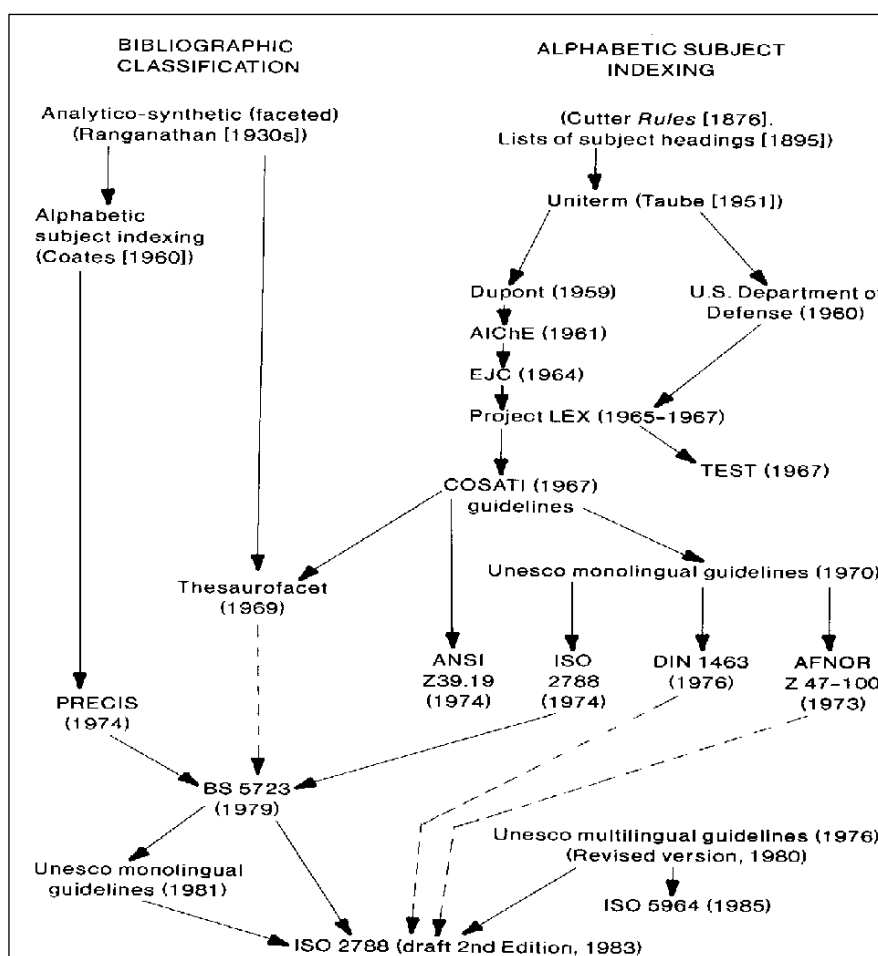 BIBLIOGRAPHIC
CLASSIFICATION
ALPHABETIC SUBJECT
INDEXING
Analytico-synthetic (faceted)
(Ranganathan [1930s])
(Cutter Rules [1876].
Lists of subject headings [1895])
Alphabetic
subject indexing
(Coates [1960])
Uniterm (Taube [1951])
Dupont (1959)
U.S. Department of
Defense (1960)
AIChE (1961)
EJC (1964)
Project LEX (1965-1967)
TEST (1967)
COSATI (1967)
guidelines
Thesaurofacet
(1969)
Unesco monolingual guidelines (1970)
ANSI
Z39.19
(1974)
ISO
2788
(1974)
DIN 1463
(1976)
AFNOR
Z 47-100
(1973)
PRECIS
(1974)
BS 5723
(1979)
Unesco monolingual
guidelines (1981)
Unesco multilingual guidelines (1976)
(Revised version, 1980)
ISO 5964 (1985)
ISO 2788 (draft 2nd Edition, 1983)